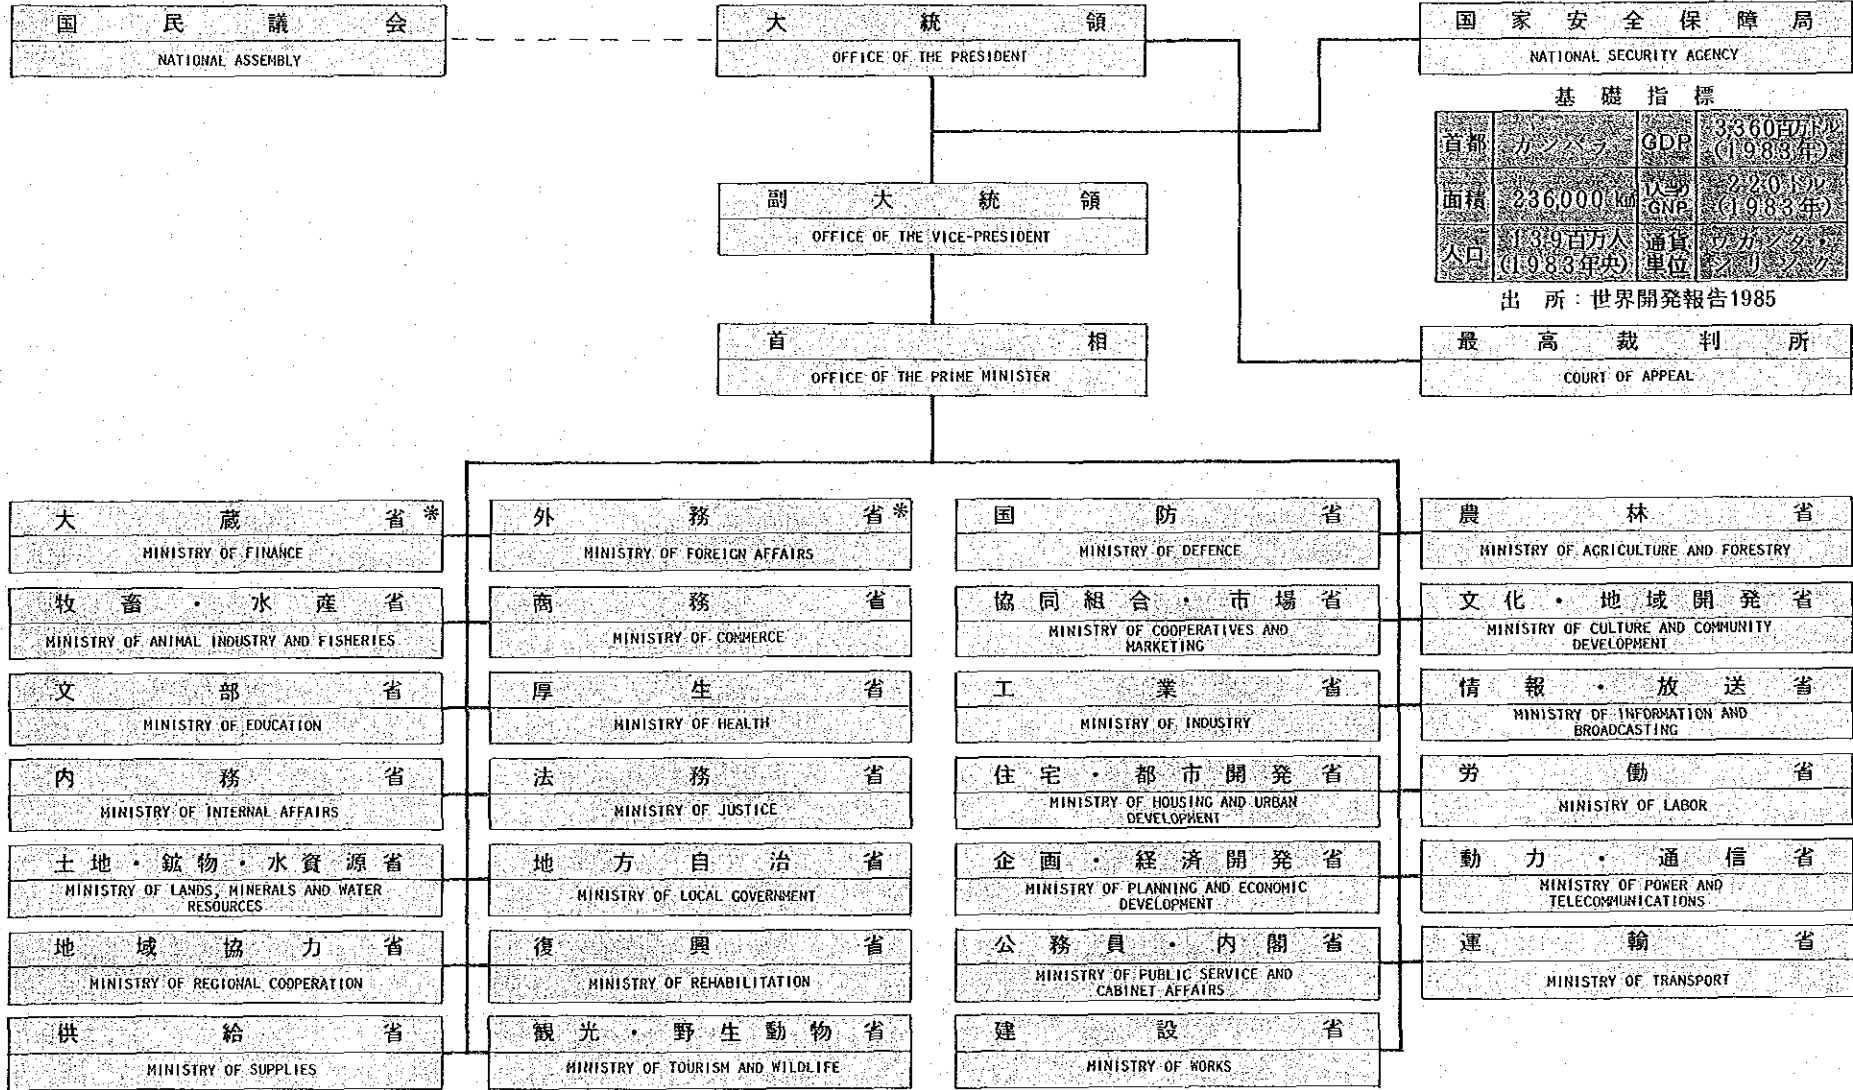 国民議会
NATIONAL ASSEMBLY
大統領
OFFICE OF THE PRESIDENT
国家安全保障局
NATIONAL SECURITY AGENCY
基礎指標
首都 カンパラ GDP 3,360百万ドル
(1983年)
面積 236,000㎢ GNP 220ドル
(1983年)
人口 13.9百万人 通貨 ウガンダ・
(1983年央) 単位 シリング
出所:世界開発報告1985
副大統領
OFFICE OF THE VICE-PRESIDENT
首相
OFFICE OF THE PRIME MINISTER
最高裁判所
COURT OF APPEAL
大蔵省*
MINISTRY OF FINANCE
外務省*
MINISTRY OF FOREIGN AFFAIRS
国防省
MINISTRY OF DEFENCE
農林省
MINISTRY OF AGRICULTURE AND FORESTRY
牧畜・水産省
MINISTRY OF ANIMAL INDUSTRY AND FISHERIES
商務省
MINISTRY OF COMMERCE
協同組合・市場省
MINISTRY OF COOPERATIVES AND
MARKETING
文化・地域開発省
MINISTRY OF CULTURE AND COMMUNITY
DEVELOPMENT
文部省
MINISTRY OF EDUCATION
厚生省
MINISTRY OF HEALTH
工業省
MINISTRY OF INDUSTRY
情報・放送省
MINISTRY OF INFORMATION AND
BROADCASTING
内務省
MINISTRY OF INTERNAL AFFAIRS
法務省
MINISTRY OF JUSTICE
住宅・都市開発省
MINISTRY OF HOUSING AND URBAN
DEVELOPMENT
労働省
MINISTRY OF LABOR
土地・鉱物・水資源省
MINISTRY OF LANDS, MINERALS AND WATER
RESOURCES
地方自治省
MINISTRY OF LOCAL GOVERNMENT
企画・経済開発省
MINISTRY OF PLANNING AND ECONOMIC
DEVELOPMENT
動力・通信省
MINISTRY OF POWER AND
TELECOMMUNICATIONS
地域協力省
MINISTRY OF REGIONAL COOPERATION
復興省
MINISTRY OF REHABILITATION
公務員・内閣省
MINISTRY OF PUBLIC SERVICE AND
CABINET AFFAIRS
運輸省
MINISTRY OF TRANSPORT
供給省
MINISTRY OF SUPPLIES
観光・野生動物省
MINISTRY OF TOURISM AND WILDLIFE
建設省
MINISTRY OF WORKS